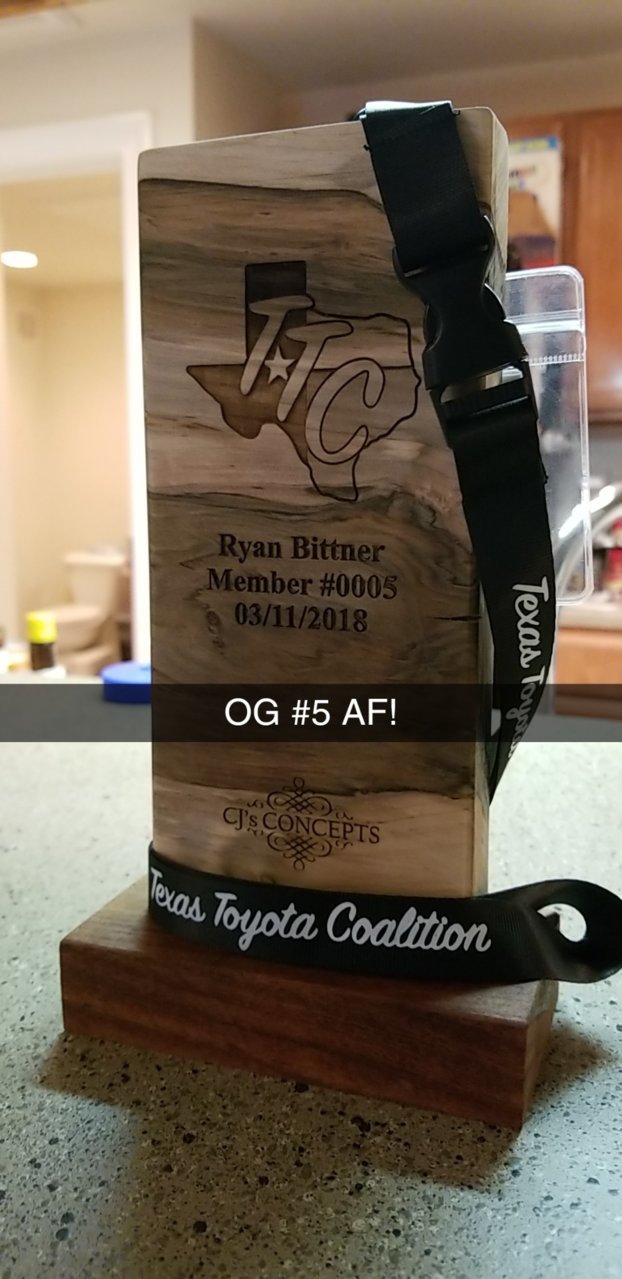 TTC
Ryan Bittner
Member #0005
03/11/2018
Texas Toyota
OG #5 AF!
CJ's CONCEPTS
Texas Toyota Coalition